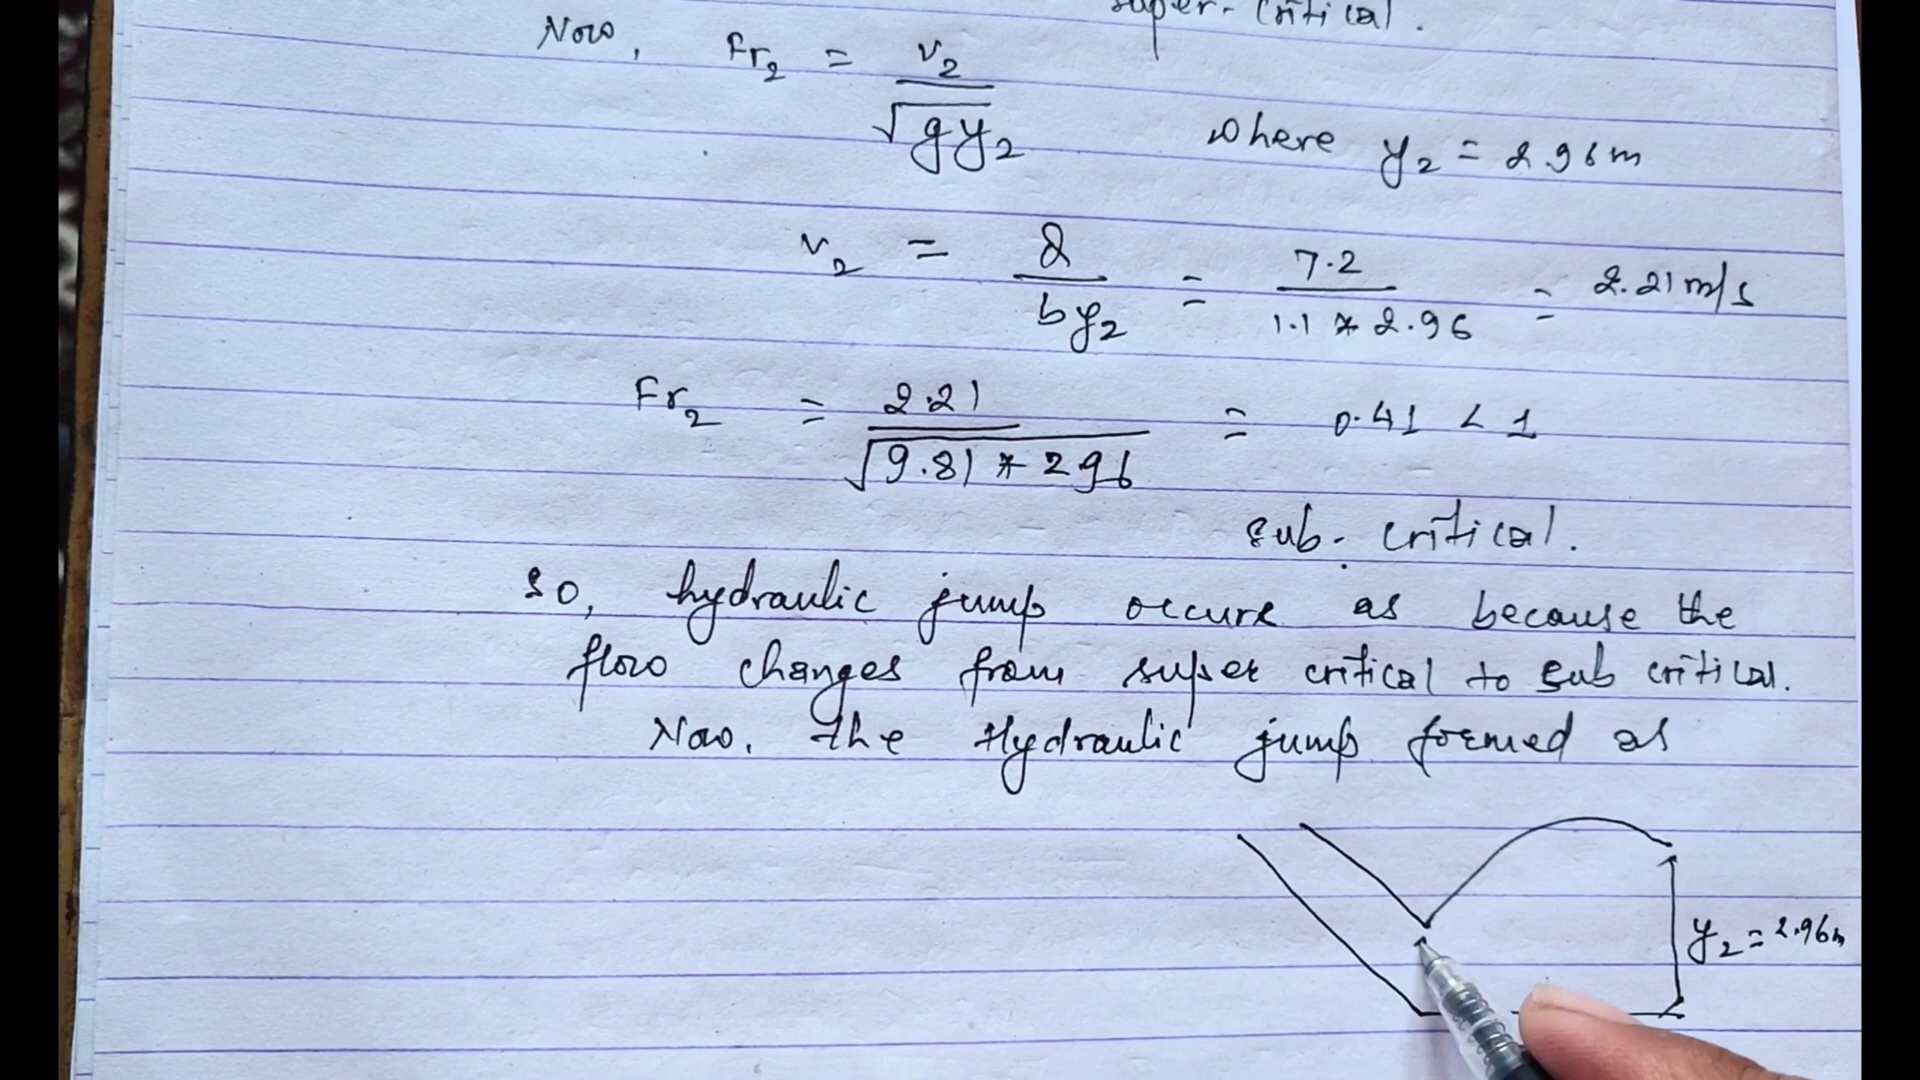 super-critical.
Now, Fr2 = v2 / √gy2
where y2 = 2.96m
v2 = Q / by2 = 7.2 / 1.1 * 2.96 = 2.21 m/s
Fr2 = 2.21 / √9.81 * 2.96 = 0.41 < 1
sub-critical.
so, hydraulic jump occurs as because the
flow changes from super critical to sub critical.
Now, the Hydraulic jump formed as
y2 = 2.96m